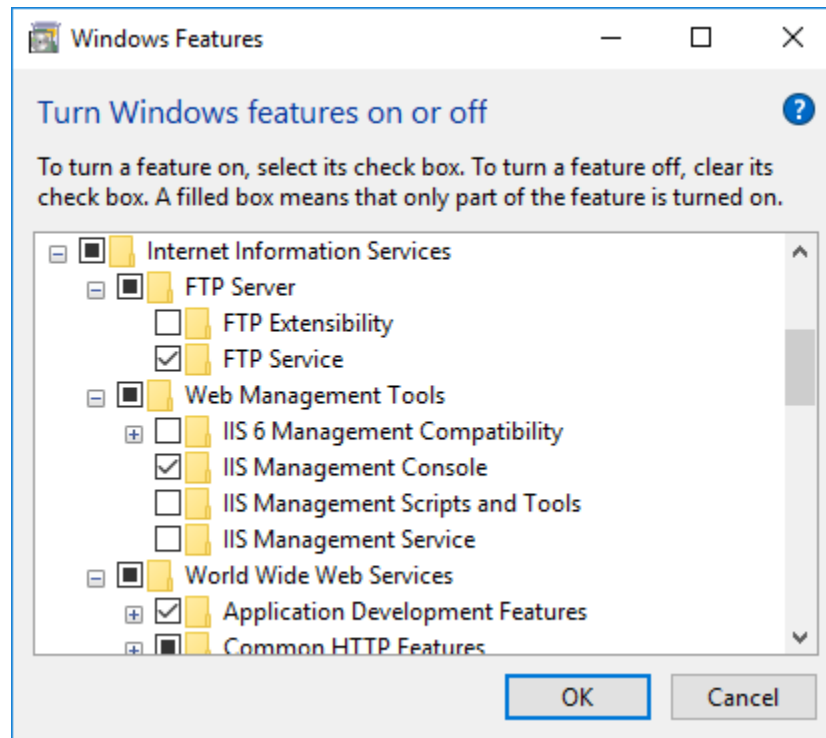 Windows Features
Turn Windows features on or off
?
To turn a feature on, select its check box. To turn a feature off, clear its
check box. A filled box means that only part of the feature is turned on.
Internet Information Services
FTP Server
FTP Extensibility
FTP Service
Web Management Tools
IIS 6 Management Compatibility
IIS Management Console
IIS Management Scripts and Tools
IIS Management Service
World Wide Web Services
Application Development Features
Common HTTP Features
OK Cancel